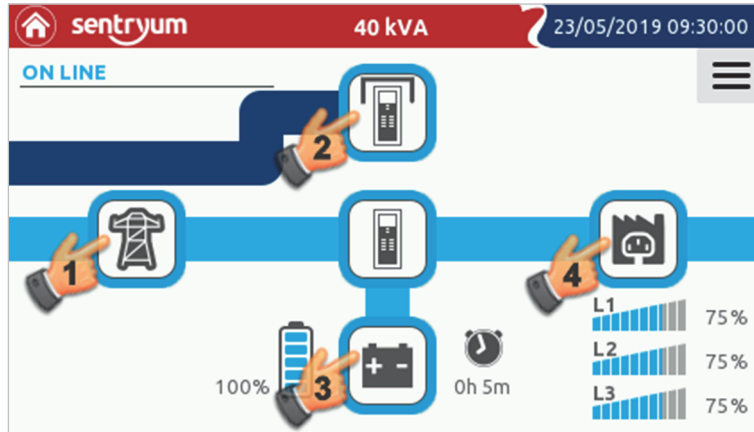 sentryum
40 kVA
23/05/2019 09:30:00
ON LINE
2
1
4
L1
75%
L2
75%
100%
3
0h 5m
L3
75%